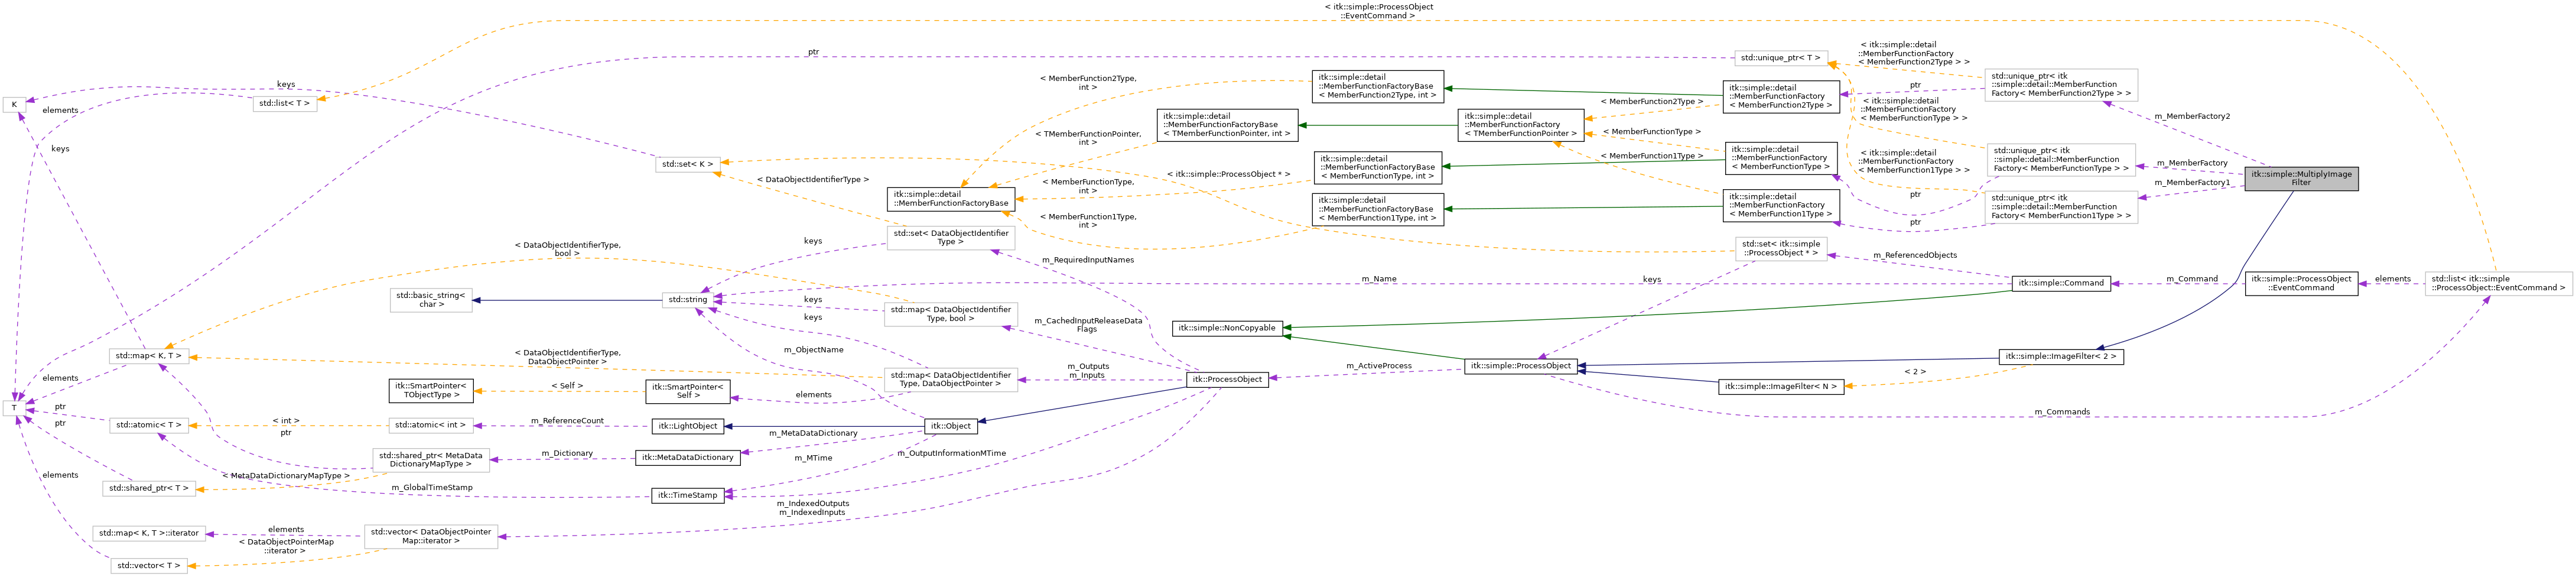 < itk::simple::ProcessObject
::EventCommand >
ptr
std::unique_ptr< T >
< itk::simple::detail
::MemberFunctionFactory
< MemberFunction2Type > >
keys
K
elements
std::list< T >
keys
< MemberFunction2Type,
int >
itk::simple::detail
::MemberFunctionFactoryBase
< MemberFunction2Type, int >
itk::simple::detail
::MemberFunctionFactory
< MemberFunction2Type >
ptr
std::unique_ptr< itk
::simple::detail::MemberFunction
Factory< MemberFunction2Type > >
< MemberFunction2Type >
itk::simple::detail
::MemberFunctionFactoryBase
< TMemberFunctionPointer, int >
itk::simple::detail
::MemberFunctionFactory
< TMemberFunctionPointer >
< itk::simple::detail
::MemberFunctionFactory
< MemberFunctionType > >
m_MemberFactory2
< TMemberFunctionPointer,
int >
< MemberFunctionType >
std::set< K >
< MemberFunction1Type >
itk::simple::detail
::MemberFunctionFactoryBase
< MemberFunctionType, int >
itk::simple::detail
::MemberFunctionFactory
< MemberFunctionType >
< itk::simple::detail
::MemberFunctionFactory
< MemberFunction1Type > >
std::unique_ptr< itk
::simple::detail::MemberFunction
Factory< MemberFunctionType > >
m_MemberFactory
m_MemberFactory1
itk::simple::MultiplyImage
Filter
< DataObjectIdentifierType >
< itk::simple::ProcessObject * >
< MemberFunctionType,
int >
itk::simple::detail
::MemberFunctionFactoryBase
ptr
itk::simple::detail
::MemberFunctionFactoryBase
< MemberFunction1Type, int >
itk::simple::detail
::MemberFunctionFactory
< MemberFunction1Type >
std::unique_ptr< itk
::simple::detail::MemberFunction
Factory< MemberFunction1Type > >
ptr
< MemberFunction1Type,
int >
std::set< DataObjectIdentifier
Type >
keys
< DataObjectIdentifierType,
bool >
m_RequiredInputNames
std::set< itk::simple
::ProcessObject * >
m_ReferencedObjects
keys
m_Name
itk::simple::Command
m_Command
itk::simple::ProcessObject
::EventCommand
elements
std::list< itk::simple
::ProcessObject::EventCommand >
std::basic_string<
char >
std::string
keys
std::map< DataObjectIdentifier
Type, bool >
keys
m_CachedInputReleaseData
Flags
itk::simple::NonCopyable
m_ObjectName
std::map< K, T >
< DataObjectIdentifierType,
DataObjectPointer >
itk::simple::ImageFilter< 2 >
m_ActiveProcess
itk::simple::ProcessObject
< 2 >
elements
std::map< DataObjectIdentifier
Type, DataObjectPointer >
m_Outputs
m_Inputs
itk::ProcessObject
itk::simple::ImageFilter< N >
itk::SmartPointer<
TObjectType >
< Self >
itk::SmartPointer<
Self >
elements
T
ptr
ptr
m_Commands
std::atomic< T >
< int >
ptr
std::atomic< int >
m_ReferenceCount
itk::LightObject
itk::Object
m_MetaDataDictionary
std::shared_ptr< MetaData
DictionaryMapType >
m_Dictionary
itk::MetaDataDictionary
m_MTime
m_OutputInformationMTime
elements
< MetaDataDictionaryMapType >
std::shared_ptr< T >
m_GlobalTimeStamp
itk::TimeStamp
m_IndexedOutputs
m_IndexedInputs
std::map< K, T >::iterator
elements
std::vector< DataObjectPointer
Map::iterator >
< DataObjectPointerMap
::iterator >
std::vector< T >